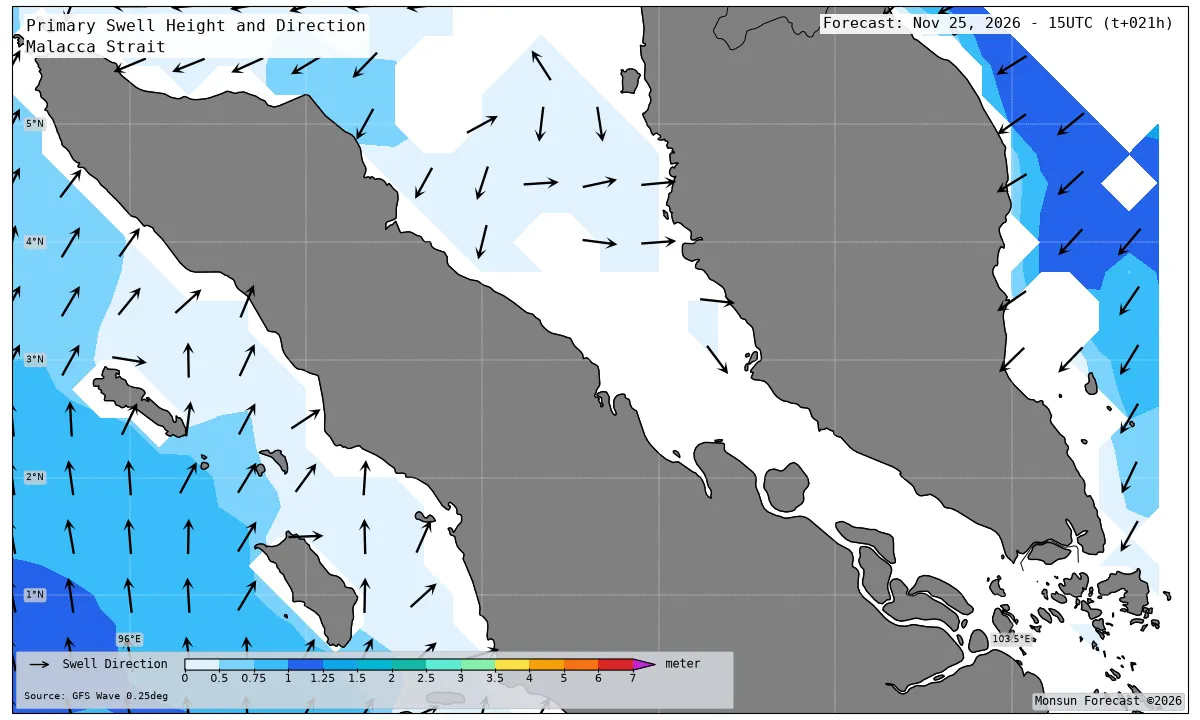 Primary Swell Height and Direction
Malacca Strait
Forecast: Nov 25, 2026 - 15UTC (t+021h)
5°N
4°N
3°N
2°N
1°N
96°E
103.5°E
Swell Direction
meter
0 0.5 0.75 1 1.25 1.5 2 2.5 3 3.5 4 5 6 7
Source: GFS Wave 0.25deg
Monsun Forecast ©2026